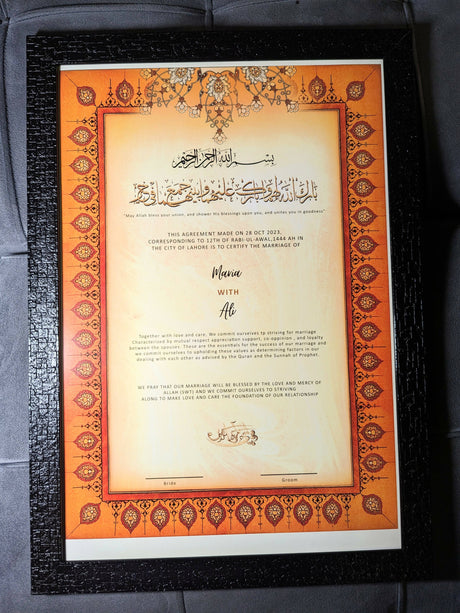 بسم الله الرحمن الرحيم
"May Allah bless your union, and shower His blessings upon you, and unites you in goodness"
THIS AGREEMENT MADE ON 28 OCT 2023,
CORRESPONDING TO 12TH OF RABI-UL-AWAL,1444 AH IN
THE CITY OF LAHORE IS TO CERTIFY THE MARRIAGE OF
Maria
WITH
Ali
Together with love and care, We commit ourselves tp striving for marriage
Characterised by mutual respect appreciation support, co-oppinion , and loyalty
between the spouses. These are the essentials for the success of our marriage and
we commit ourselves to upholding these values as determining factors in our
dealing with each other as advised by the Quran and the Sunnah of Prophet.
WE PRAY THAT OUR MARRIAGE WILL BE BLESSED BY THE LOVE AND MERCY OF
ALLAH (SWT) AND WE COMMIT OURSELVES TO STRIVING
ALONG TO MAKE LOVE AND CARE THE FOUNDATION OF OUR RELATIONSHIP
Bride
Groom